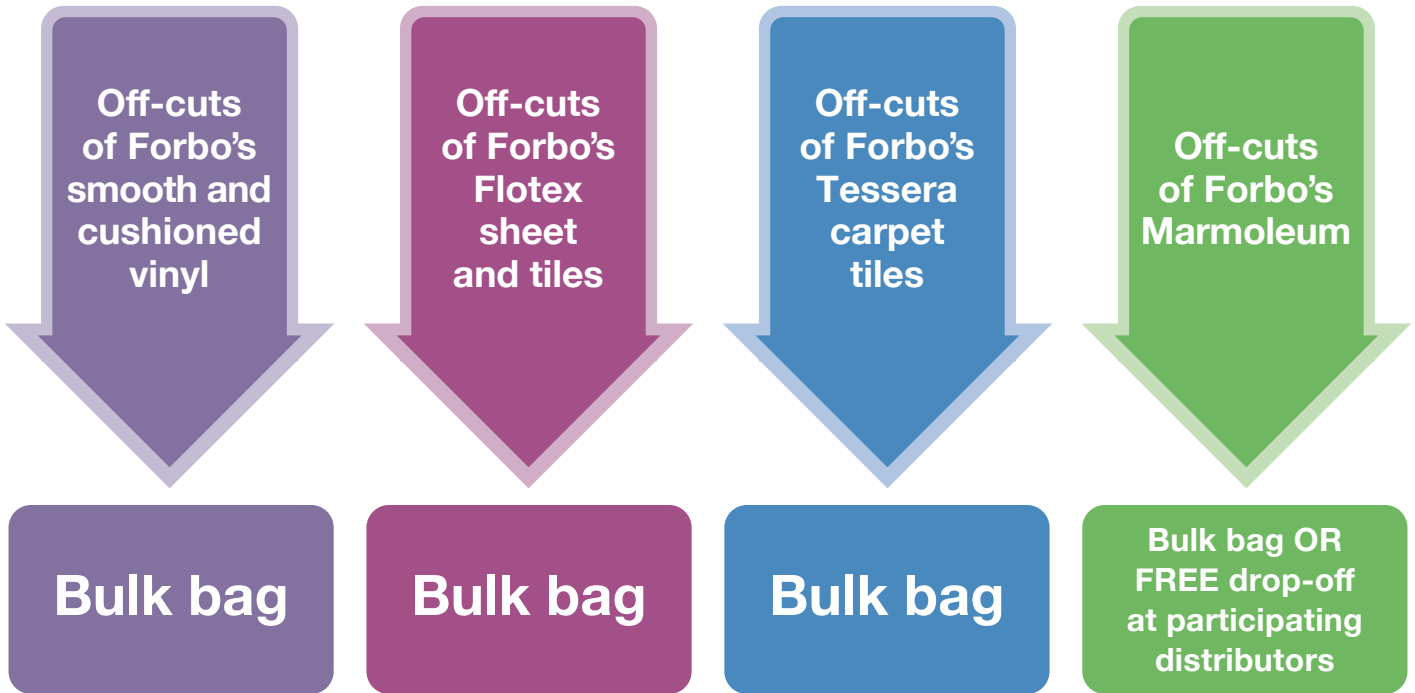 Off-cuts
of Forbo’s
smooth and
cushioned
vinyl
Bulk bag
Off-cuts
of Forbo’s
Flotex
sheet
and tiles
Bulk bag
Off-cuts
of Forbo’s
Tessera
carpet
tiles
Bulk bag
Off-cuts
of Forbo’s
Marmoleum
Bulk bag OR
FREE drop-off
at participating
distributors